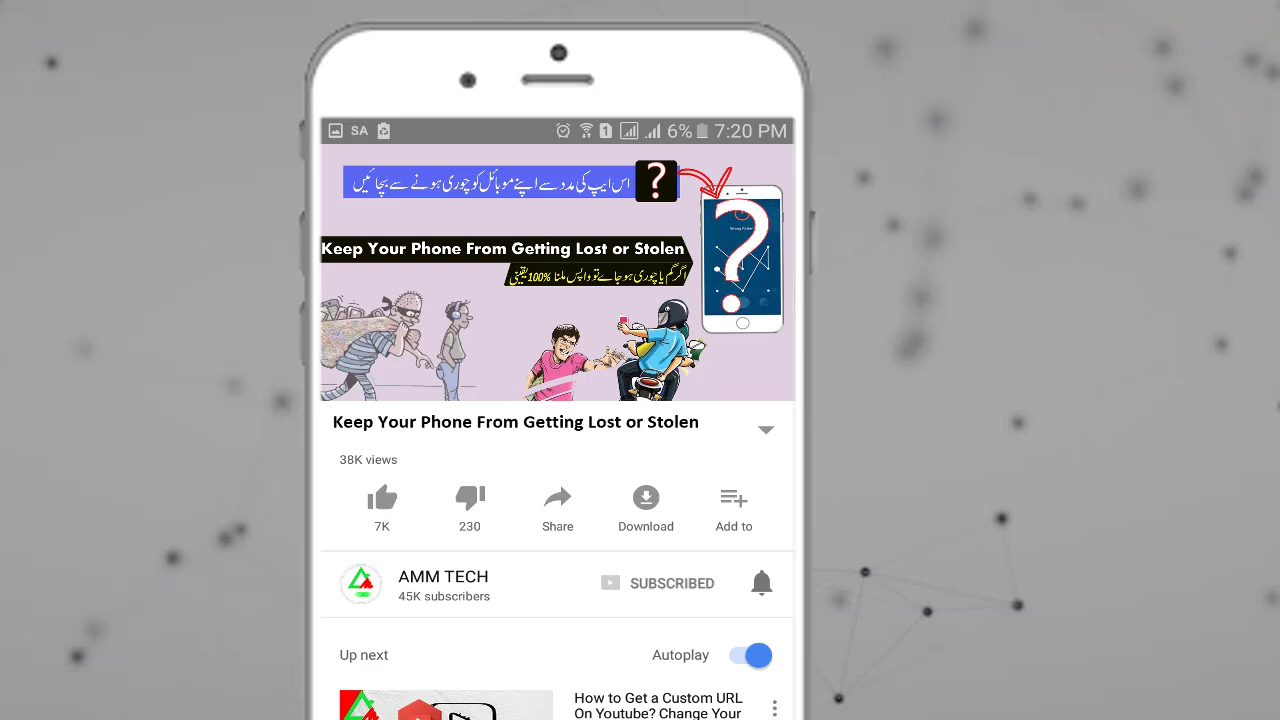 SA 1 6% 7:20 PM
اس ایپ کی مدد سے اپنے موبائل کو چوری ہونے سے بچائیں ?
?
Keep Your Phone From Getting Lost or Stolen
اگر گم یا چوری ہو جاے تو واپس ملنا 100% یقینی
Keep Your Phone From Getting Lost or Stolen
38K views
7K 230 Share Download Add to
AMM TECH
45K subscribers
SUBSCRIBED
Up next Autoplay
How to Get a Custom URL
On Youtube? Change Your